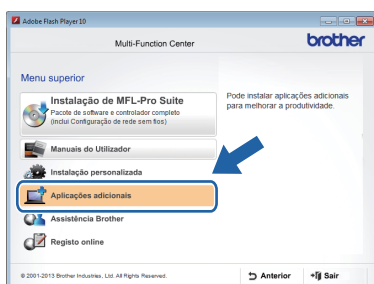 Adobe Flash Player 10
Multi-Function Center
brother
Menu superior
Instalação de MFL-Pro Suite
Pacote de software e controlador completo
(inclui Configuração de rede sem fios)
Manuais do Utilizador
Instalação personalizada
Aplicações adicionais
Assistência Brother
Registo online
Pode instalar aplicações adicionais
para melhorar a produtividade.
© 2001-2013 Brother Industries, Ltd. All Rights Reserved.
Anterior
Sair